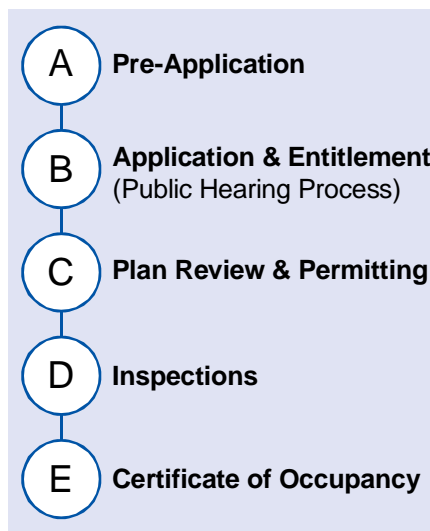 A Pre-Application
B Application & Entitlement
(Public Hearing Process)
C Plan Review & Permitting
D Inspections
E Certificate of Occupancy